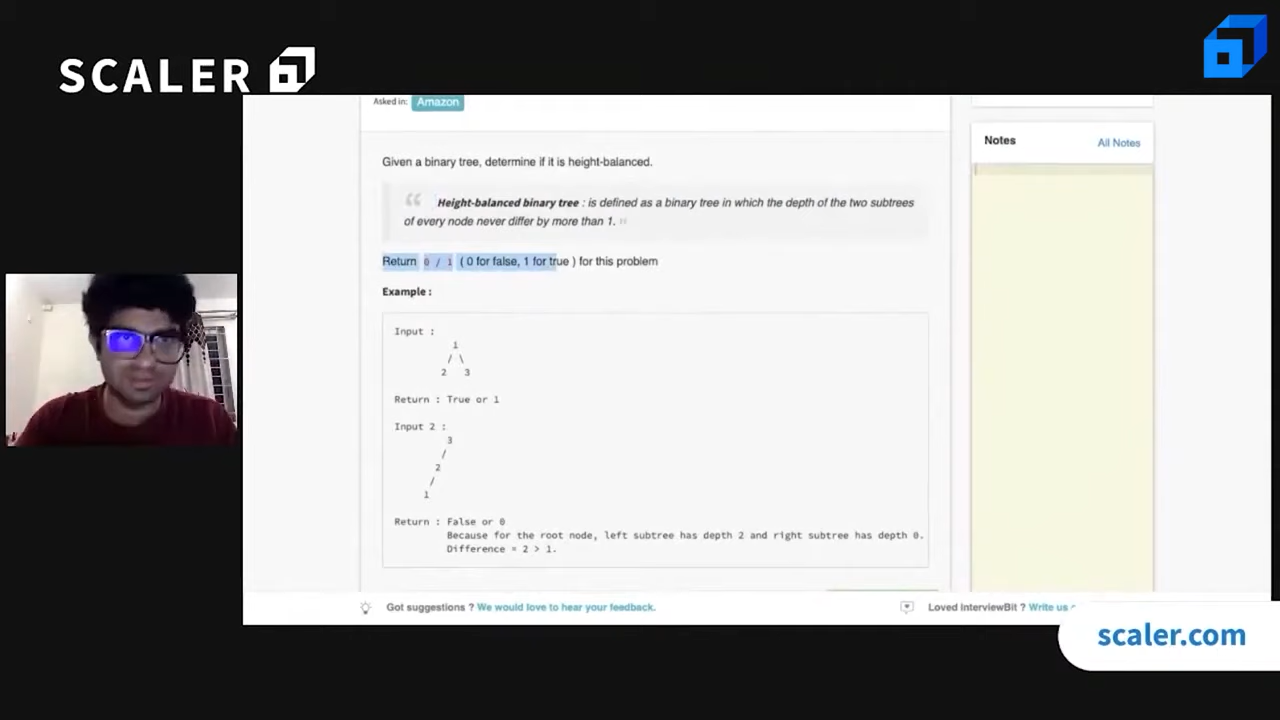 SCALER
Asked in: Amazon
Given a binary tree, determine if it is height-balanced.
Notes
All Notes
“ Height-balanced binary tree : is defined as a binary tree in which the depth of the two subtrees
of every node never differ by more than 1. ”
Return 0 / 1 ( 0 for false, 1 for true ) for this problem
Example :
Input :
1
/ \
2 3
Return : True or 1
Input 2 :
3
/
2
/
1
Return : False or 0
Because for the root node, left subtree has depth 2 and right subtree has depth 0.
Difference = 2 > 1.
Got suggestions ? We would love to hear your feedback.
Loved InterviewBit ? Write us
scaler.com